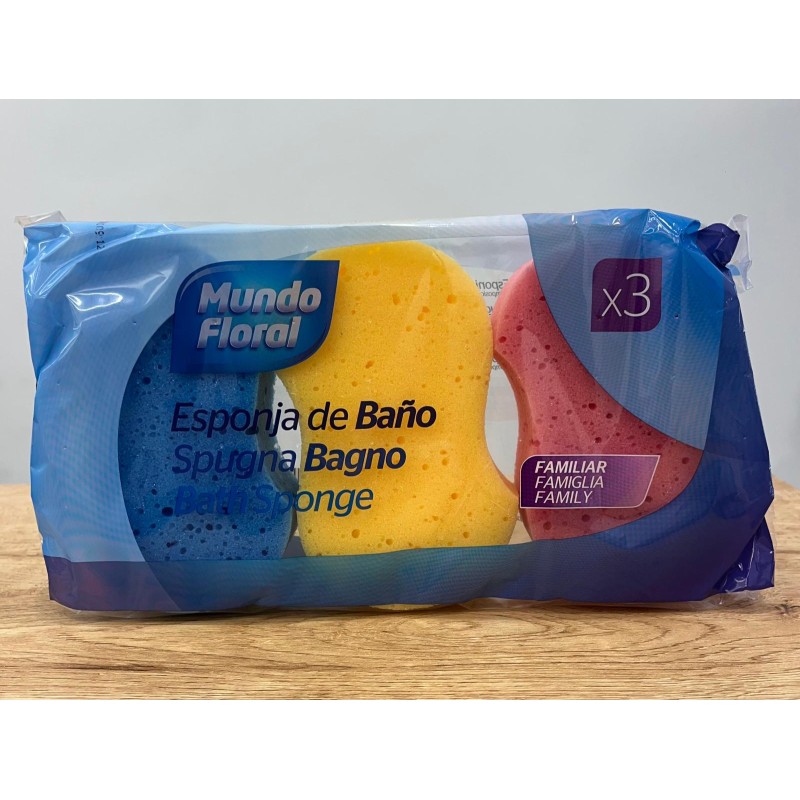 Mundo
Floral
x3
Esponja de Baño
Spugna Bagno
Bath Sponge
FAMILIAR
FAMIGLIA
FAMILY